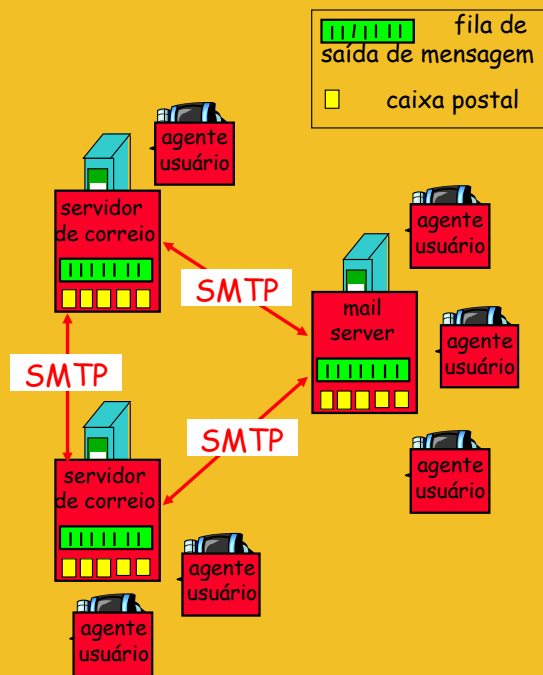 fila de
saída de mensagem
caixa postal
agente
usuário
servidor
de correio
agente
usuário
SMTP
mail
server
agente
usuário
SMTP
SMTP
servidor
de correio
agente
usuário
agente
usuário
agente
usuário